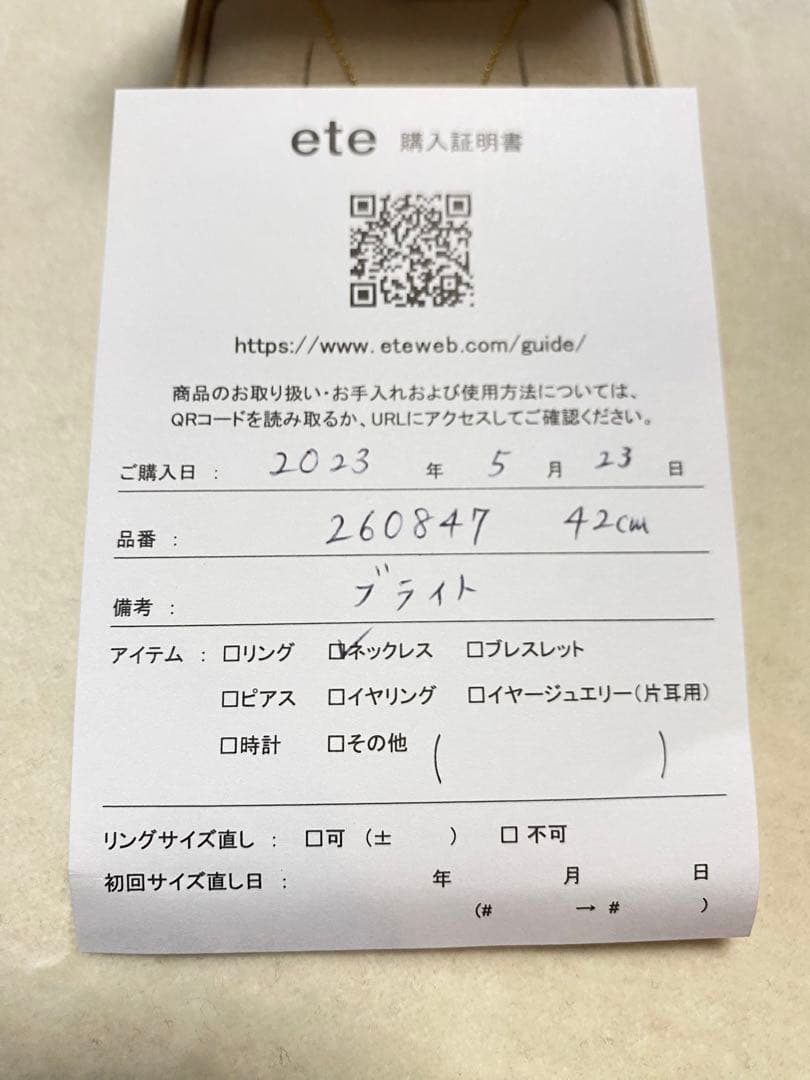 ete 購入証明書
https://www.eteweb.com/guide/
商品のお取り扱い・お手入れおよび使用方法については、
QRコードを読み取るか、URLにアクセスしてご確認ください。
ご購入日 : 2023 年 5 月 23 日
品番 : 260847 42cm
備考 : ブライト
アイテム : □リング ☑ネックレス □ブレスレット
□ピアス □イヤリング □イヤージュエリー(片耳用)
□時計 □その他 ( )
リングサイズ直し : □可 (± ) □ 不可
初回サイズ直し日 : 年 月 日
(# → # )